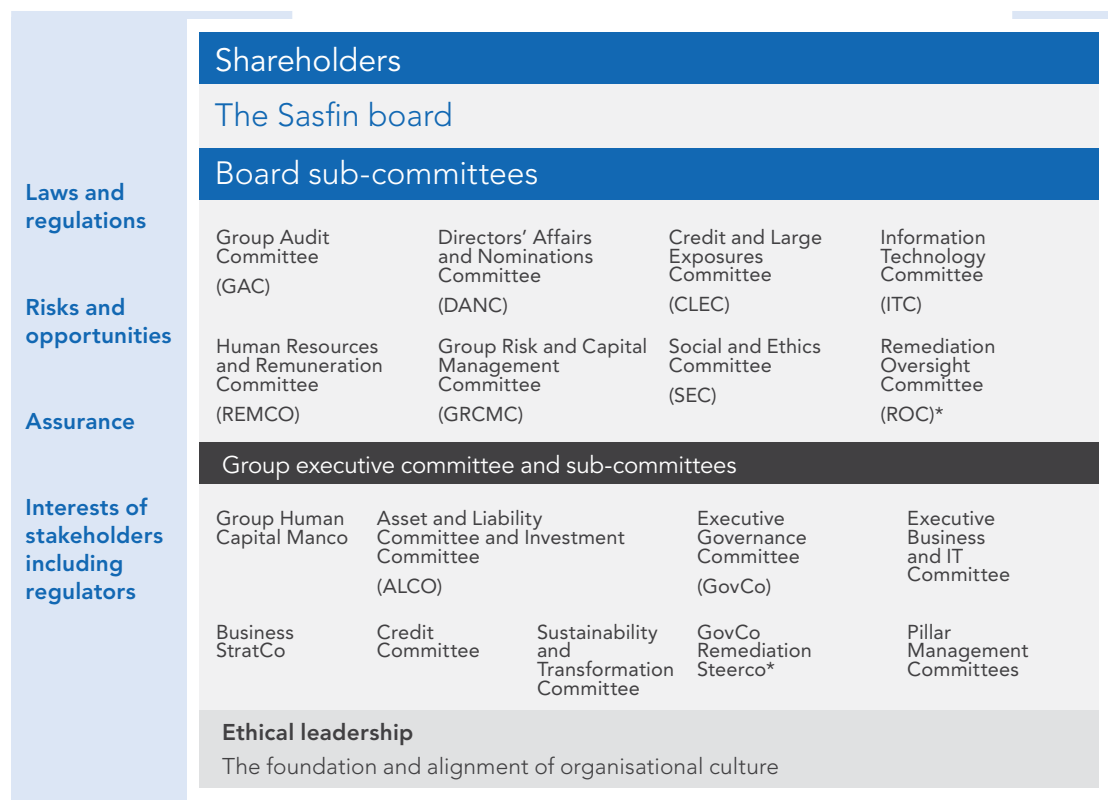 Shareholders
The Sasfin board
Board sub-committees
Laws and
regulations
Risks and
opportunities
Assurance
Interests of
stakeholders
including
regulators
Group Audit
Committee
(GAC)
Directors’ Affairs
and Nominations
Committee
(DANC)
Credit and Large
Exposures
Committee
(CLEC)
Information
Technology
Committee
(ITC)
Human Resources
and Remuneration
Committee
(REMCO)
Group Risk and Capital
Management
Committee
(GRCMC)
Social and Ethics
Committee
(SEC)
Remediation
Oversight
Committee
(ROC)*
Group executive committee and sub-committees
Group Human
Capital Manco
Asset and Liability
Committee and Investment
Committee
(ALCO)
Executive
Governance
Committee
(GovCo)
Executive
Business
and IT
Committee
Business
StratCo
Credit
Committee
Sustainability
and
Transformation
Committee
GovCo
Remediation
Steerco*
Pillar
Management
Committees
Ethical leadership
The foundation and alignment of organisational culture